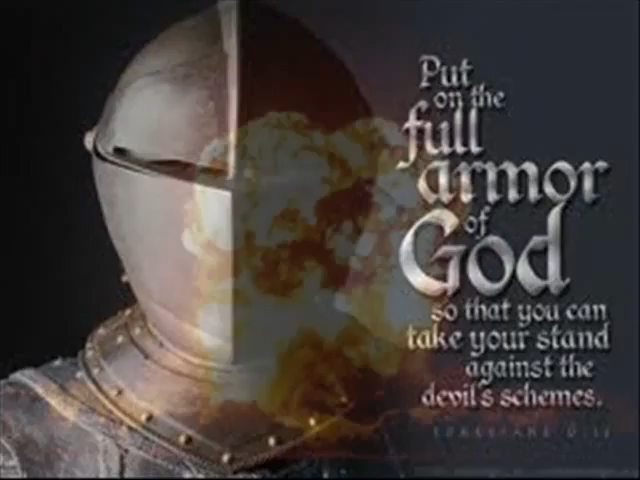 Put
on the
full
armor
of
God
so that you can
take your stand
against the
devil's schemes.